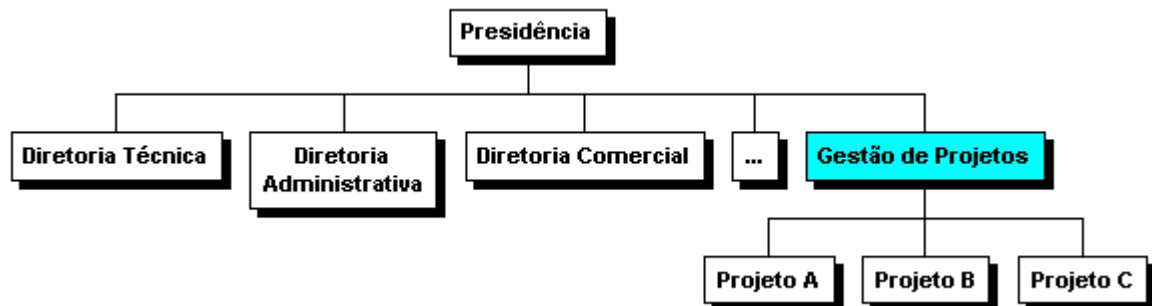 Presidência
Diretoria Técnica
Diretoria
Administrativa
Diretoria Comercial
...
Gestão de Projetos
Projeto A
Projeto B
Projeto C